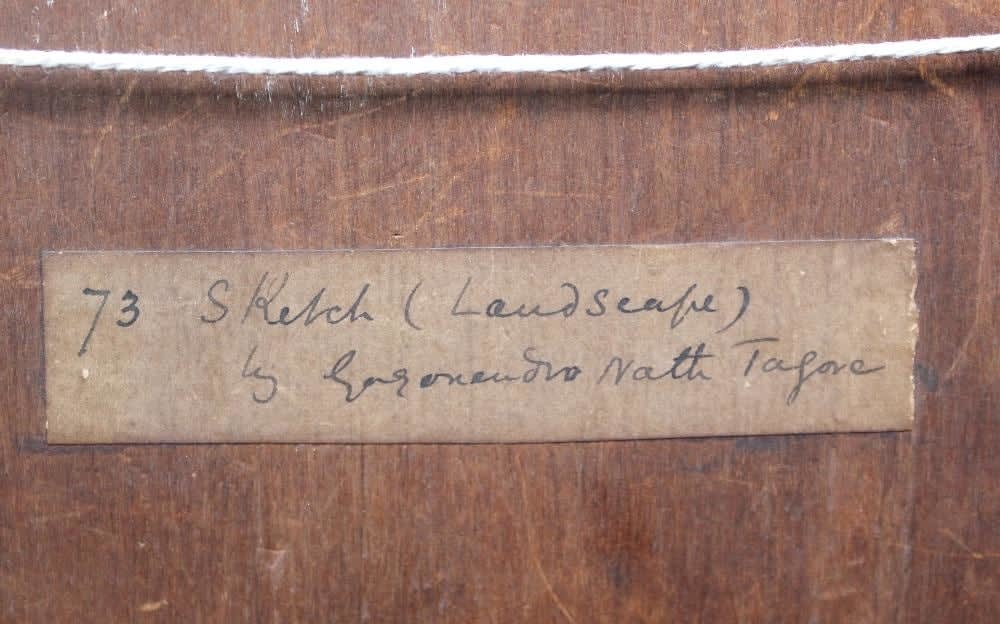 73 Sketch (Landscape)
by Gogonendro Nath Tagore